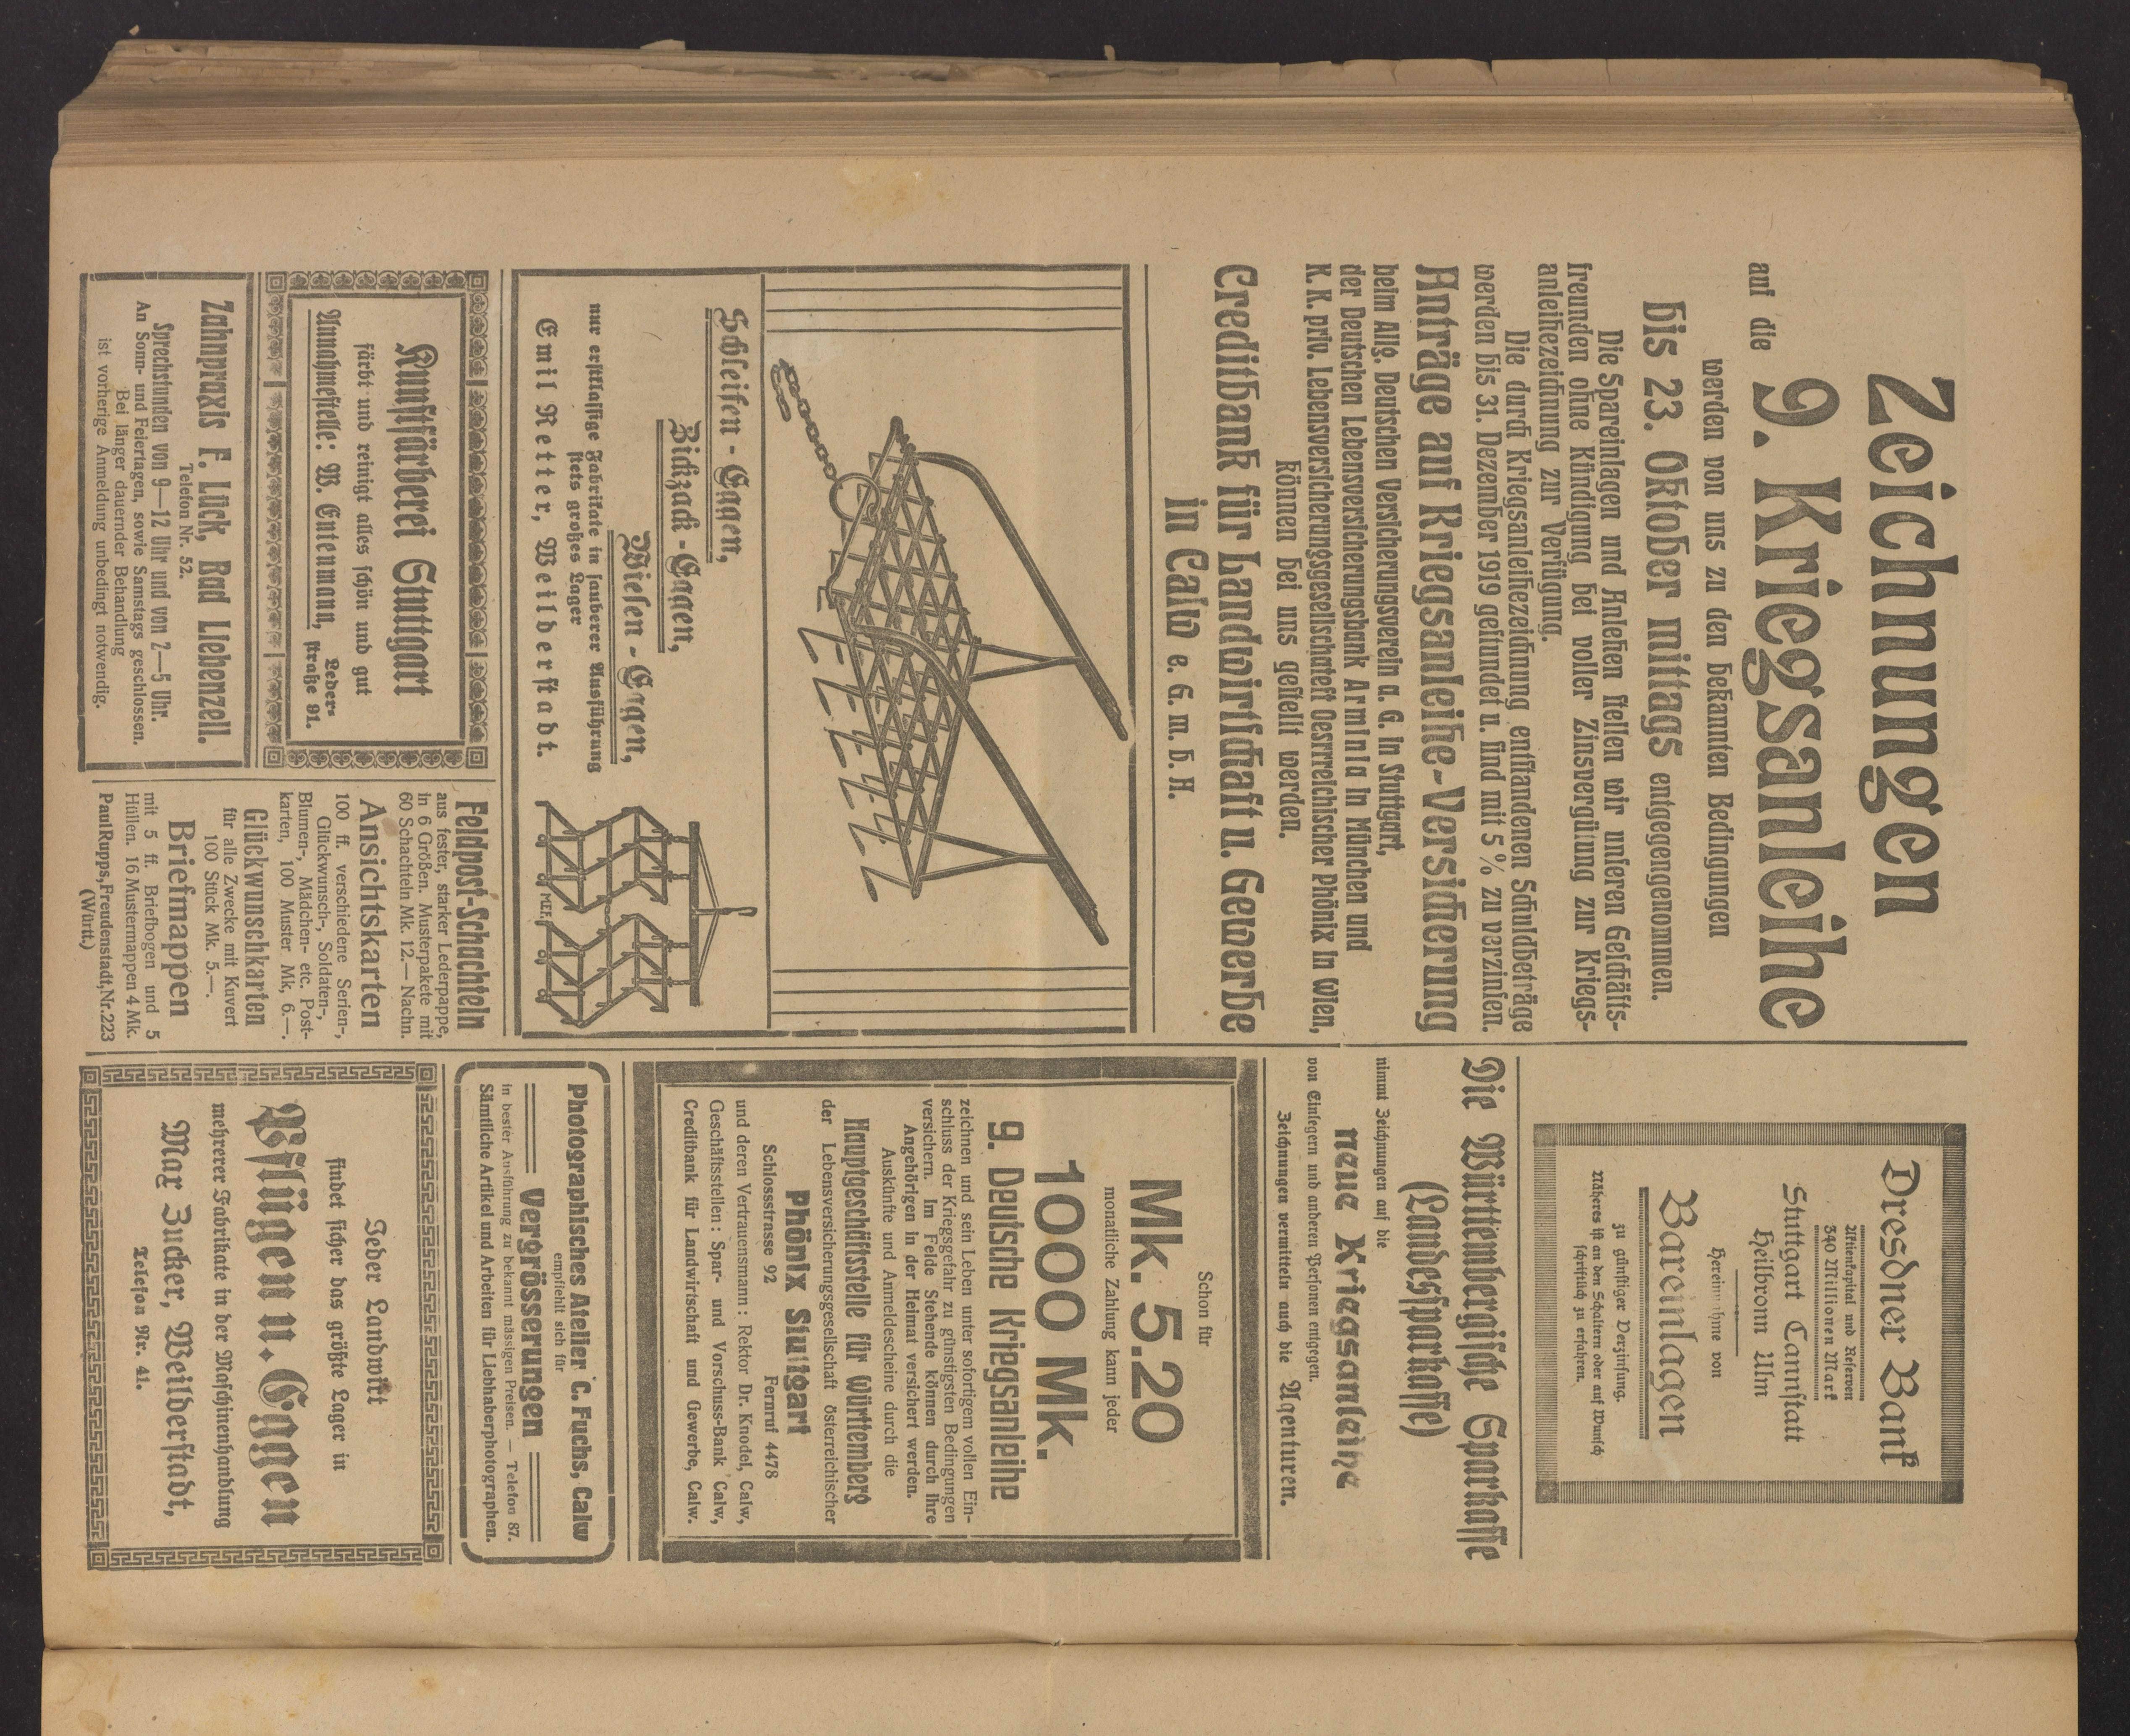 Zeichnungen
auf die 9. Kriegsanleihe
werden von uns zu den bekannten Bedingungen
bis 23. Oktober mittags entgegengenommen.
Die Spareinlagen und Anlehen stellen wir unseren Geschäfts-
freunden ohne Kündigung bei voller Zinsvergütung zur Kriegs-
anleihezeichnung zur Verfügung.
Die durch Kriegsanleihezeichnung entstandenen Schuldbeträge
werden bis 31. Dezember 1919 gestundet u. sind mit 5 % zu verzinsen.
Anträge auf Kriegsanleihe-Versicherung
beim Allg. Deutschen Versicherungsverein a. G. in Stuttgart,
der Deutschen Lebensversicherungsbank Arminia in München und
K. K. priv. Lebensversicherungsgesellschaft Oesrreichischer Phönix in Wien,
können bei uns gestellt werden.
Creditbank für Landwirtschaft u. Gewerbe
in Calw e. G. m. b. H.
Schleifen-Eggen,
Zickzack-Eggen,
Wiesen-Eggen,
nur erstklassige Fabrikate in sauberer Ausführung
stets großes Lager
Emil Retter, Weilderstadt.
MEF.
Kunstfärberei Stuttgart
färbt und reinigt alles schön und gut
Annahmestelle: W. Entenmann, Leder-
straße 91.
Zahnpraxis F. Lück, Bad Liebenzell.
Telefon Nr. 52.
Sprechstunden von 9—12 Uhr und von 2—5 Uhr.
An Sonn- und Feiertagen, sowie Samstags geschlossen.
Bei länger dauernder Behandlung
ist vorherige Anmeldung unbedingt notwendig.
Feldpost-Schachteln
aus fester, starker Lederpappe,
in 6 Größen. Musterpakete mit
60 Schachteln Mk. 12.— Nachn.
Ansichtskarten
100 ff. verschiedene Serien-,
Glückwunsch-, Soldaten-,
Blumen-, Mädchen- etc. Post-
karten, 100 Muster Mk. 6.—.
Glückwunschkarten
für alle Zwecke mit Kuvert
100 Stück Mk. 5.—.
Briefmappen
mit 5 ff. Briefbogen und 5
Hüllen. 16 Mustermappen 4 Mk.
Paul Rupps, Freudenstadt, Nr. 223
(Württ.)
Dresdner Bank
Aktienkapital und Reserven
340 Millionen Mark
Stuttgart Cannstatt
Heilbronn Ulm
Hereinnahme von
Bareinlagen
zu günstiger Verzinsung.
Näheres ist an den Schaltern oder auf Wunsch
schriftlich zu erfahren.
Die Württembergische Sparkasse
(Landessparkasse)
nimmt Zeichnungen auf die
neue Kriegsanleihe
von Einlegern und anderen Personen entgegen.
Zeichnungen vermitteln auch die Agenturen.
Schon für
Mk. 5.20
monatliche Zahlung kann jeder
1000 Mk.
9. Deutsche Kriegsanleihe
zeichnen und sein Leben unter sofortigem vollen Ein-
schluss der Kriegsgefahr zu günstigsten Bedingungen
versichern. Im Felde Stehende können durch ihre
Angehörigen in der Heimat versichert werden.
Auskünfte und Anmeldescheine durch die
Hauptgeschäftsstelle für Württemberg
der Lebensversicherungsgesellschaft österreichischer
Phönix Stuttgart
Schlossstrasse 92 Fernruf 4478
und deren Vertrauensmann: Rektor Dr. Knodel, Calw,
Geschäftsstellen: Spar- und Vorschuss-Bank Calw,
Creditbank für Landwirtschaft und Gewerbe, Calw.
Photographisches Atelier C. Fuchs, Calw
empfiehlt sich für
Vergrösserungen
in bester Ausführung zu bekannt mässigen Preisen. — Telefon 87.
Sämtliche Artikel und Arbeiten für Liebhaberphotographen.
Jeder Landwirt
findet sicher das größte Lager in
Pflügen u. Eggen
mehrerer Fabrikate in der Maschinenhandlung
Max Zucker, Weilderstadt,
Telefon Nr. 41.